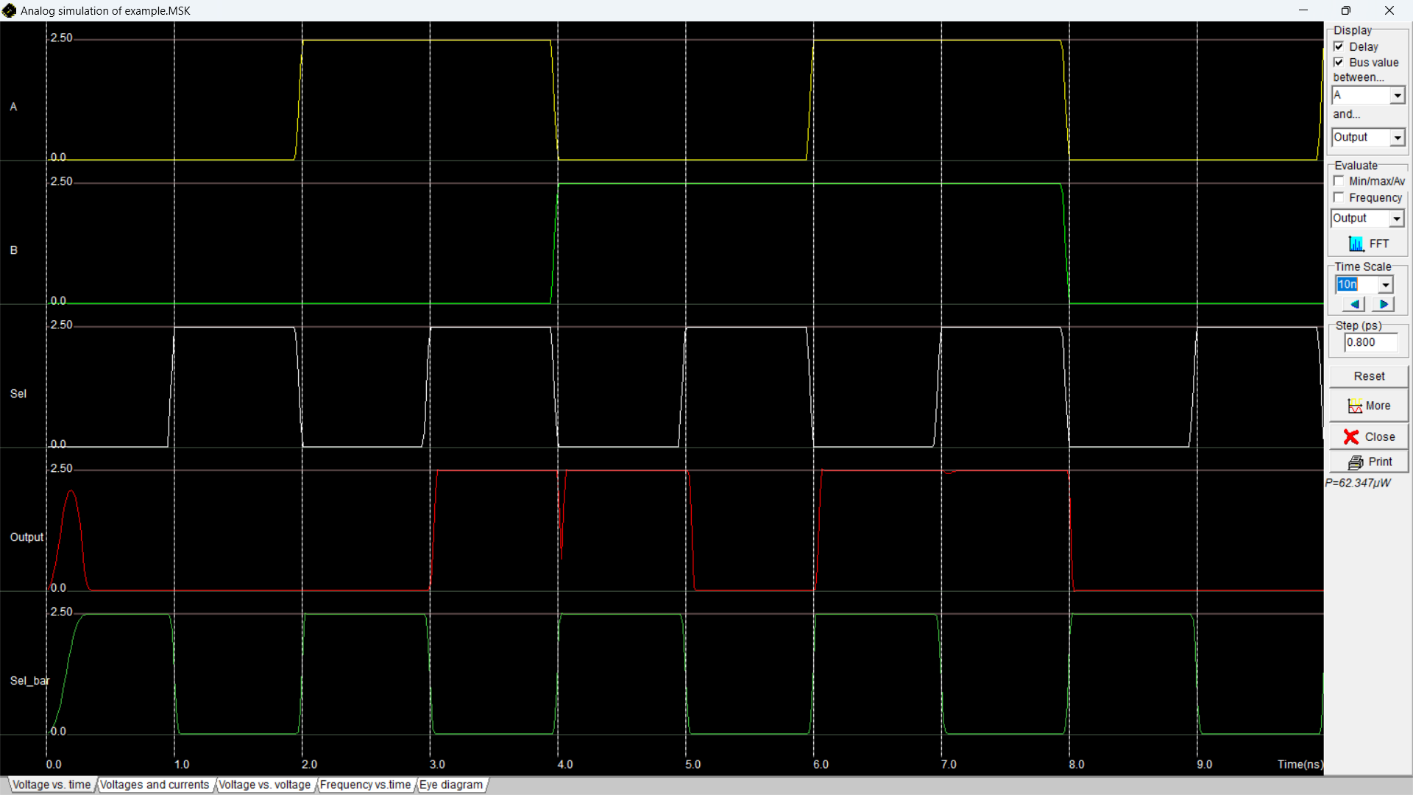 Analog simulation of example.MSK
2.50
A
0.0
2.50
B
0.0
2.50
Sel
0.0
2.50
Output
0.0
2.50
Sel_bar
0.0
0.0 1.0 2.0 3.0 4.0 5.0 6.0 7.0 8.0 9.0 Time(ns)
Voltage vs. time Voltages and currents Voltage vs. voltage Frequency vs.time Eye diagram
Display
Delay
Bus value
between...
A
and...
Output
Evaluate
Min/max/Av
Frequency
Output
FFT
Time Scale
10n
Step (ps)
0.800
Reset
More
Close
Print
P=62.347µW